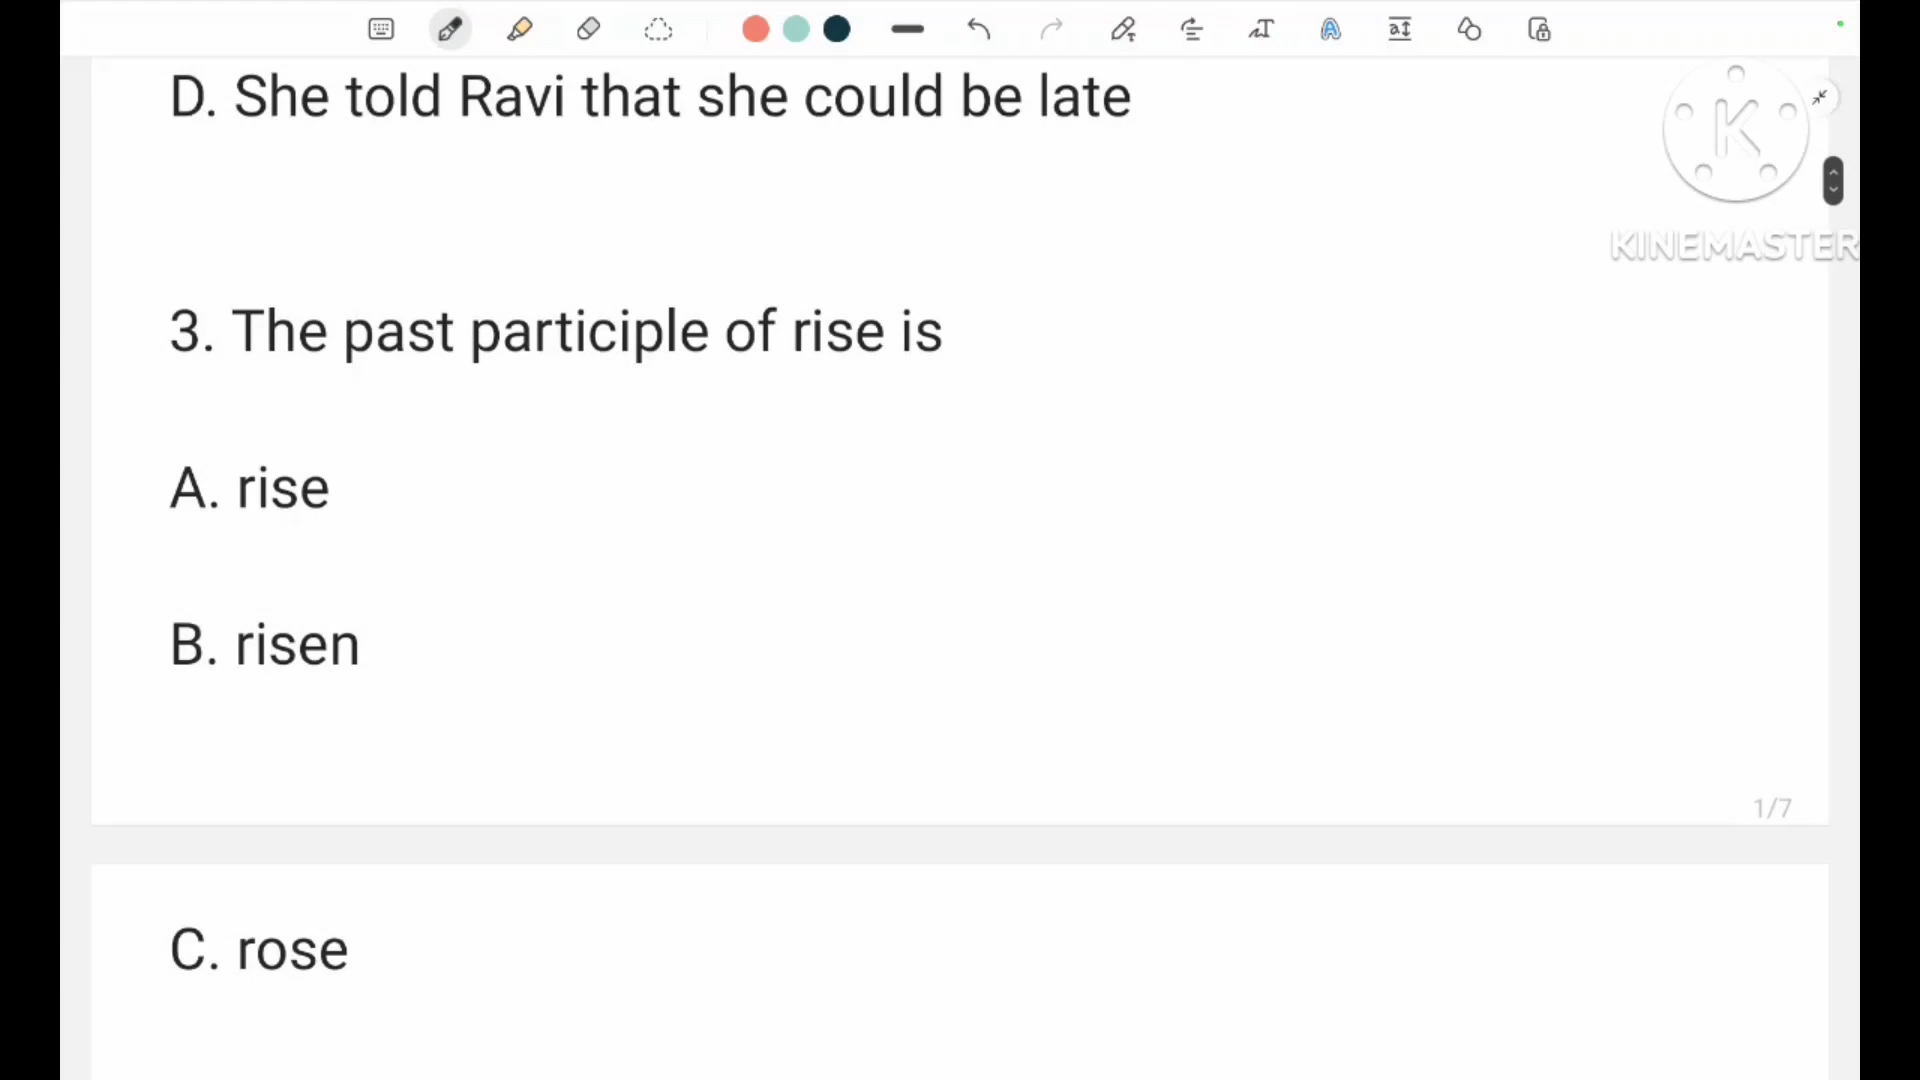 D. She told Ravi that she could be late
K
KINEMASTER
3. The past participle of rise is
A. rise
B. risen
1/7
C. rose